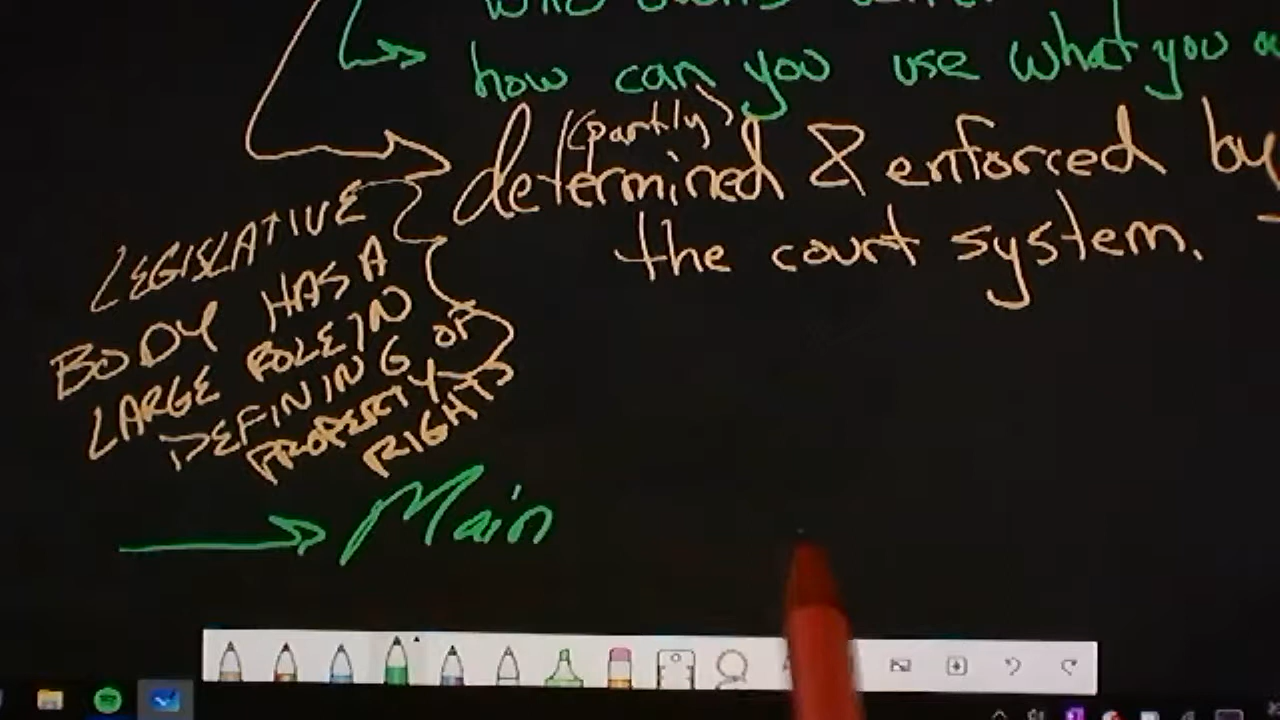 how can you use what you
(partly)
determined & enforced by
the court system.
LEGISLATIVE
BODY HAS A
LARGE ROLE IN
DEFINING OF
PROPERTY
RIGHTS
Main